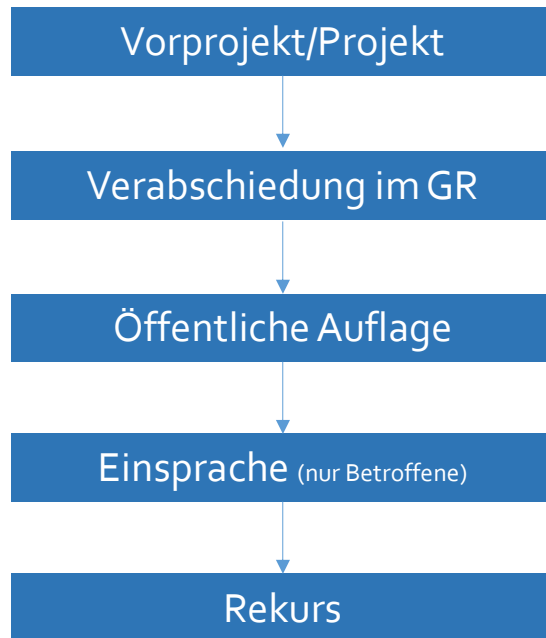 Vorprojekt/Projekt
Verabschiedung im GR
Öffentliche Auflage
Einsprache (nur Betroffene)
Rekurs